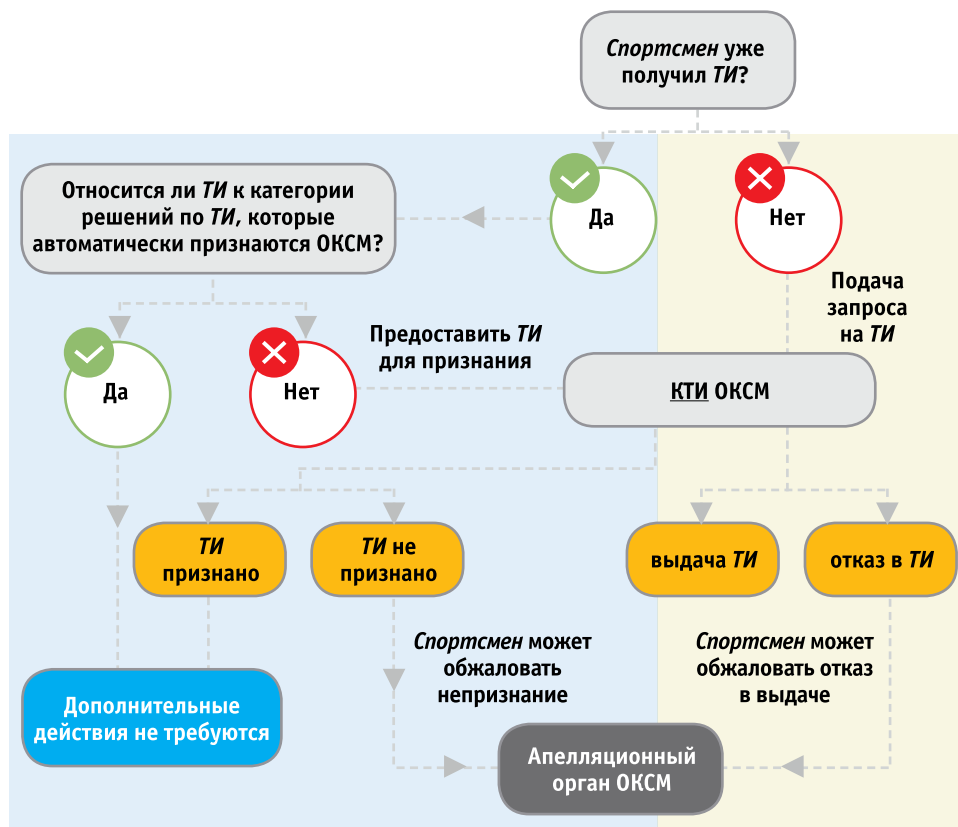 Спортсмен уже
получил ТИ?
Да
Нет
Относится ли ТИ к категории
решений по ТИ, которые
автоматически признаются ОКСМ?
Да
Нет
Предоставить ТИ
для признания
Подача
запроса
на ТИ
КТИ ОКСМ
ТИ
признано
ТИ не
признано
выдача ТИ
отказ в ТИ
Спортсмен может
обжаловать
непризнание
Спортсмен может
обжаловать отказ
в выдаче
Дополнительные
действия не требуются
Апелляционный
орган ОКСМ